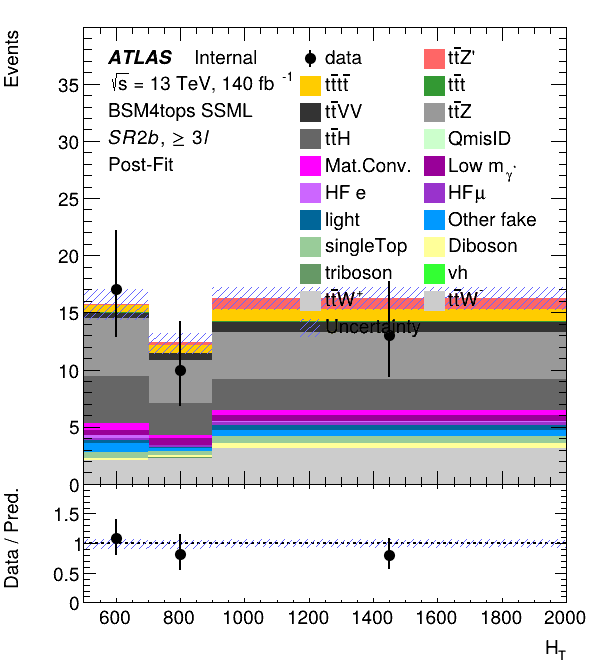 Events
ATLAS Internal
√s = 13 TeV, 140 fb -1
BSM4tops SSML
SR2b, ≥ 3l
Post-Fit
data
tt̄Z'
tt̄tt̄
tt̄t
tt̄VV
tt̄Z
tt̄H
QmisID
Mat.Conv.
Low mγ*
HF e
HFμ
light
Other fake
singleTop
Diboson
triboson
vh
tt̄W+
tt̄W-
Uncertainty
35
30
25
20
15
10
5
0
Data / Pred.
1.5
1
0.5
0
600 800 1000 1200 1400 1600 1800 2000
HT